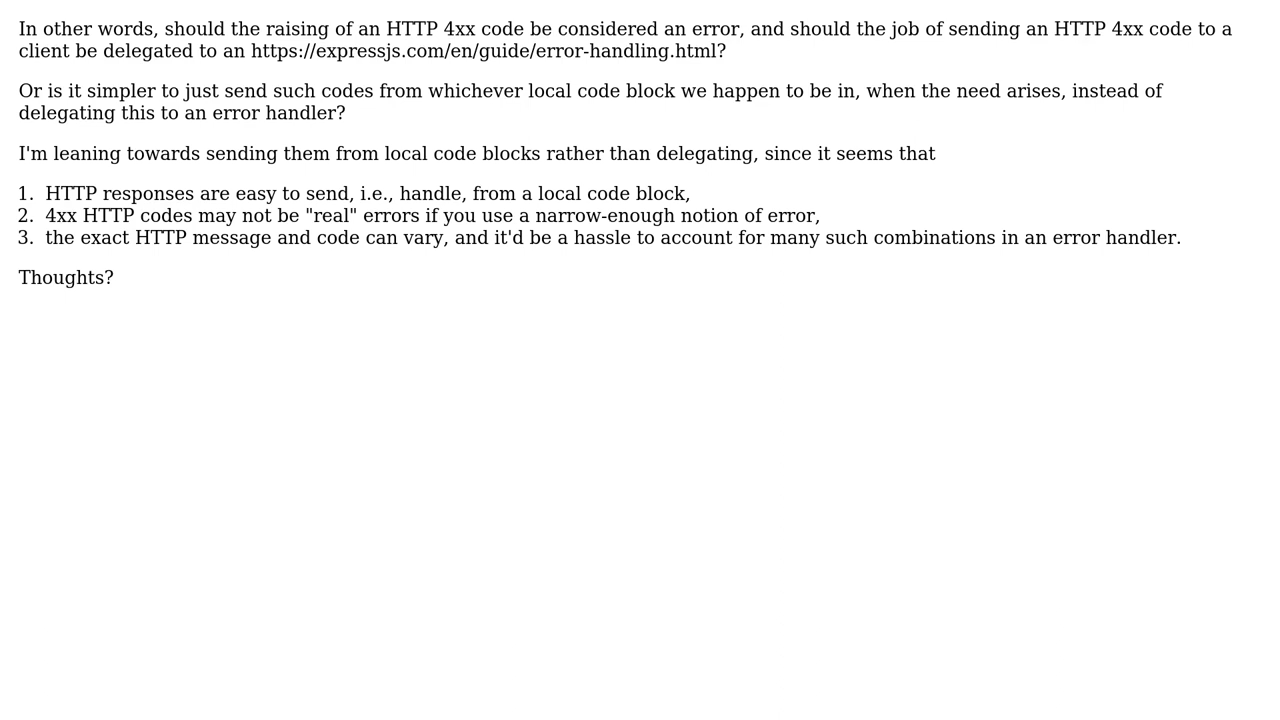 In other words, should the raising of an HTTP 4xx code be considered an error, and should the job of sending an HTTP 4xx code to a
client be delegated to an https://expressjs.com/en/guide/error-handling.html?
Or is it simpler to just send such codes from whichever local code block we happen to be in, when the need arises, instead of
delegating this to an error handler?
I'm leaning towards sending them from local code blocks rather than delegating, since it seems that
1. HTTP responses are easy to send, i.e., handle, from a local code block,
2. 4xx HTTP codes may not be "real" errors if you use a narrow-enough notion of error,
3. the exact HTTP message and code can vary, and it'd be a hassle to account for many such combinations in an error handler.
Thoughts?